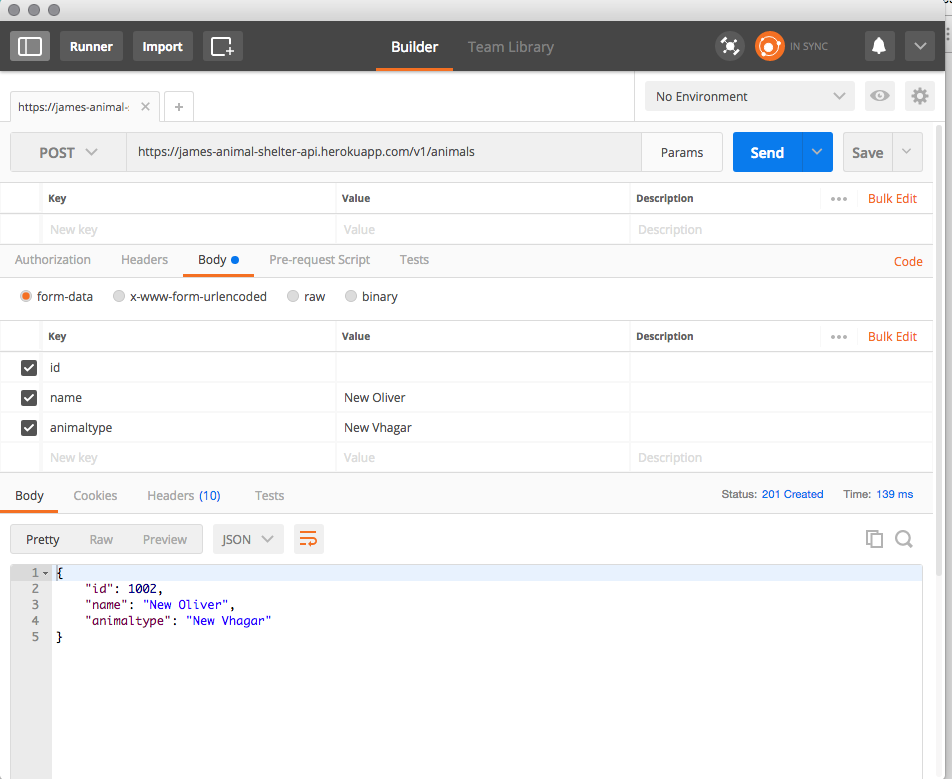 Runner Import Builder Team Library IN SYNC
https://james-animal-s No Environment
POST https://james-animal-shelter-api.herokuapp.com/v1/animals Params Send Save
Key Value Description Bulk Edit
New key Value Description
Authorization Headers Body Pre-request Script Tests Code
form-data x-www-form-urlencoded raw binary
Key Value Description Bulk Edit
id
name New Oliver
animaltype New Vhagar
New key Value Description
Body Cookies Headers (10) Tests Status: 201 Created Time: 139 ms
Pretty Raw Preview JSON
1 {
2 "id": 1002,
3 "name": "New Oliver",
4 "animaltype": "New Vhagar"
5 }